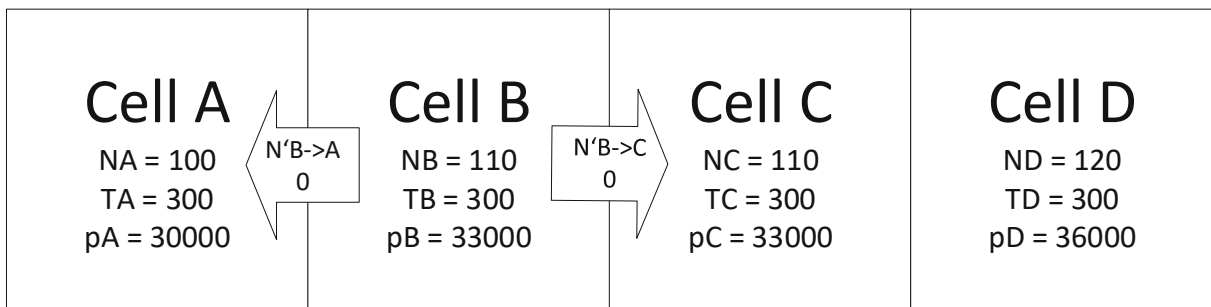 Cell A
NA = 100
TA = 300
pA = 30000
N‘B->A
0
Cell B
NB = 110
TB = 300
pB = 33000
N‘B->C
0
Cell C
NC = 110
TC = 300
pC = 33000
Cell D
ND = 120
TD = 300
pD = 36000